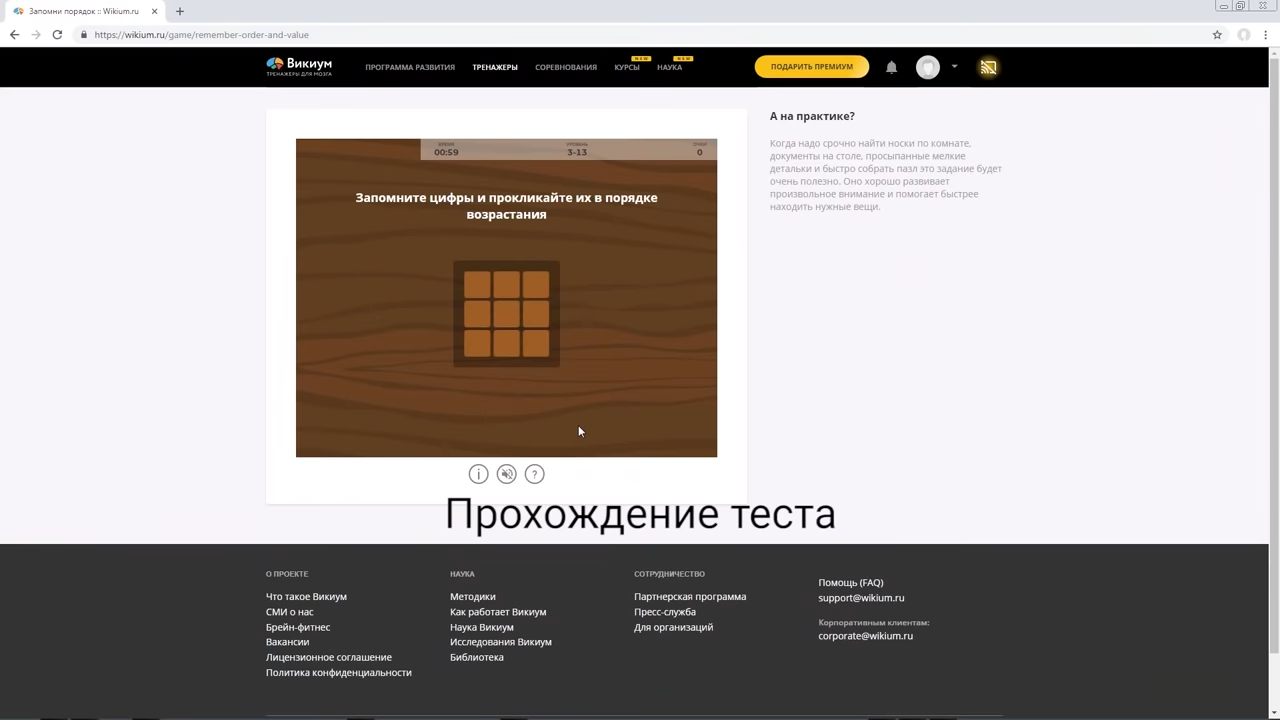 Запомни порядок :: Wikium.ru
https://wikium.ru/game/remember-order-and-value
Викиум
ТРЕНАЖЕРЫ ДЛЯ МОЗГА
ПРОГРАММА РАЗВИТИЯ
ТРЕНАЖЕРЫ
СОРЕВНОВАНИЯ
КУРСЫ
NEW
НАУКА
NEW
ПОДАРИТЬ ПРЕМИУМ
ВРЕМЯ
00:59
УРОВЕНЬ
3-13
ОЧКИ
0
Запомните цифры и прокликайте их в порядке
возрастания
А на практике?
Когда надо срочно найти носки по комнате,
документы на столе, просыпанные мелкие
детальки и быстро собрать пазл это задание будет
очень полезно. Оно хорошо развивает
произвольное внимание и помогает быстрее
находить нужные вещи.
Прохождение теста
О ПРОЕКТЕ
Что такое Викиум
СМИ о нас
Брейн-фитнес
Вакансии
Лицензионное соглашение
Политика конфиденциальности
НАУКА
Методики
Как работает Викиум
Наука Викиум
Исследования Викиум
Библиотека
СОТРУДНИЧЕСТВО
Партнерская программа
Пресс-служба
Для организаций
Помощь (FAQ)
support@wikium.ru
Корпоративным клиентам:
corporate@wikium.ru